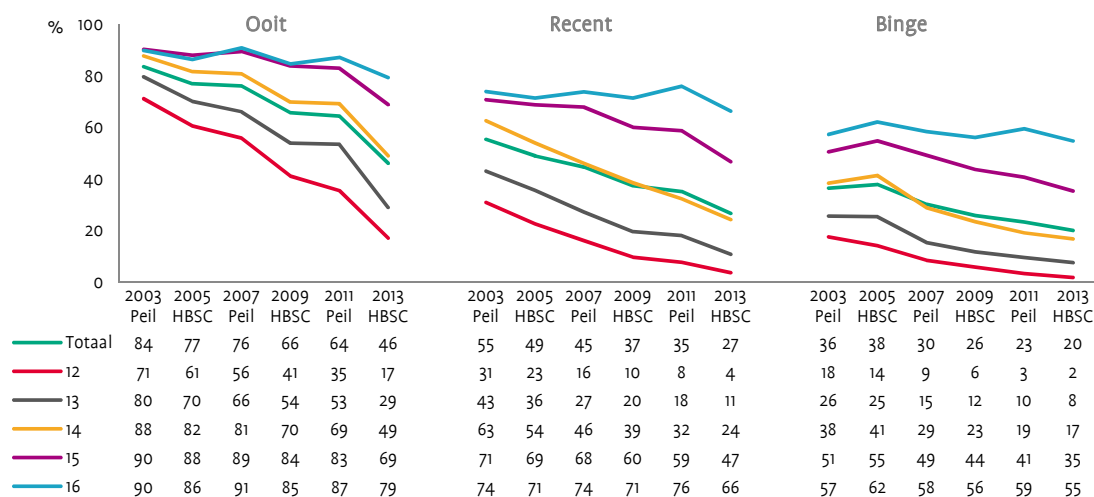 % 100 Ooit Recent Binge
80
60
40
20
0
2003 2005 2007 2009 2011 2013 2003 2005 2007 2009 2011 2013 2003 2005 2007 2009 2011 2013
Peil HBSC Peil HBSC Peil HBSC Peil HBSC Peil HBSC Peil HBSC Peil HBSC Peil HBSC Peil HBSC
Totaal 84 77 76 66 64 46 55 49 45 37 35 27 36 38 30 26 23 20
12 71 61 56 41 35 17 31 23 16 10 8 4 18 14 9 6 3 2
13 80 70 66 54 53 29 43 36 27 20 18 11 26 25 15 12 10 8
14 88 82 81 70 69 49 63 54 46 39 32 24 38 41 29 23 19 17
15 90 88 89 84 83 69 71 69 68 60 59 47 51 55 49 44 41 35
16 90 86 91 85 87 79 74 71 74 71 76 66 57 62 58 56 59 55